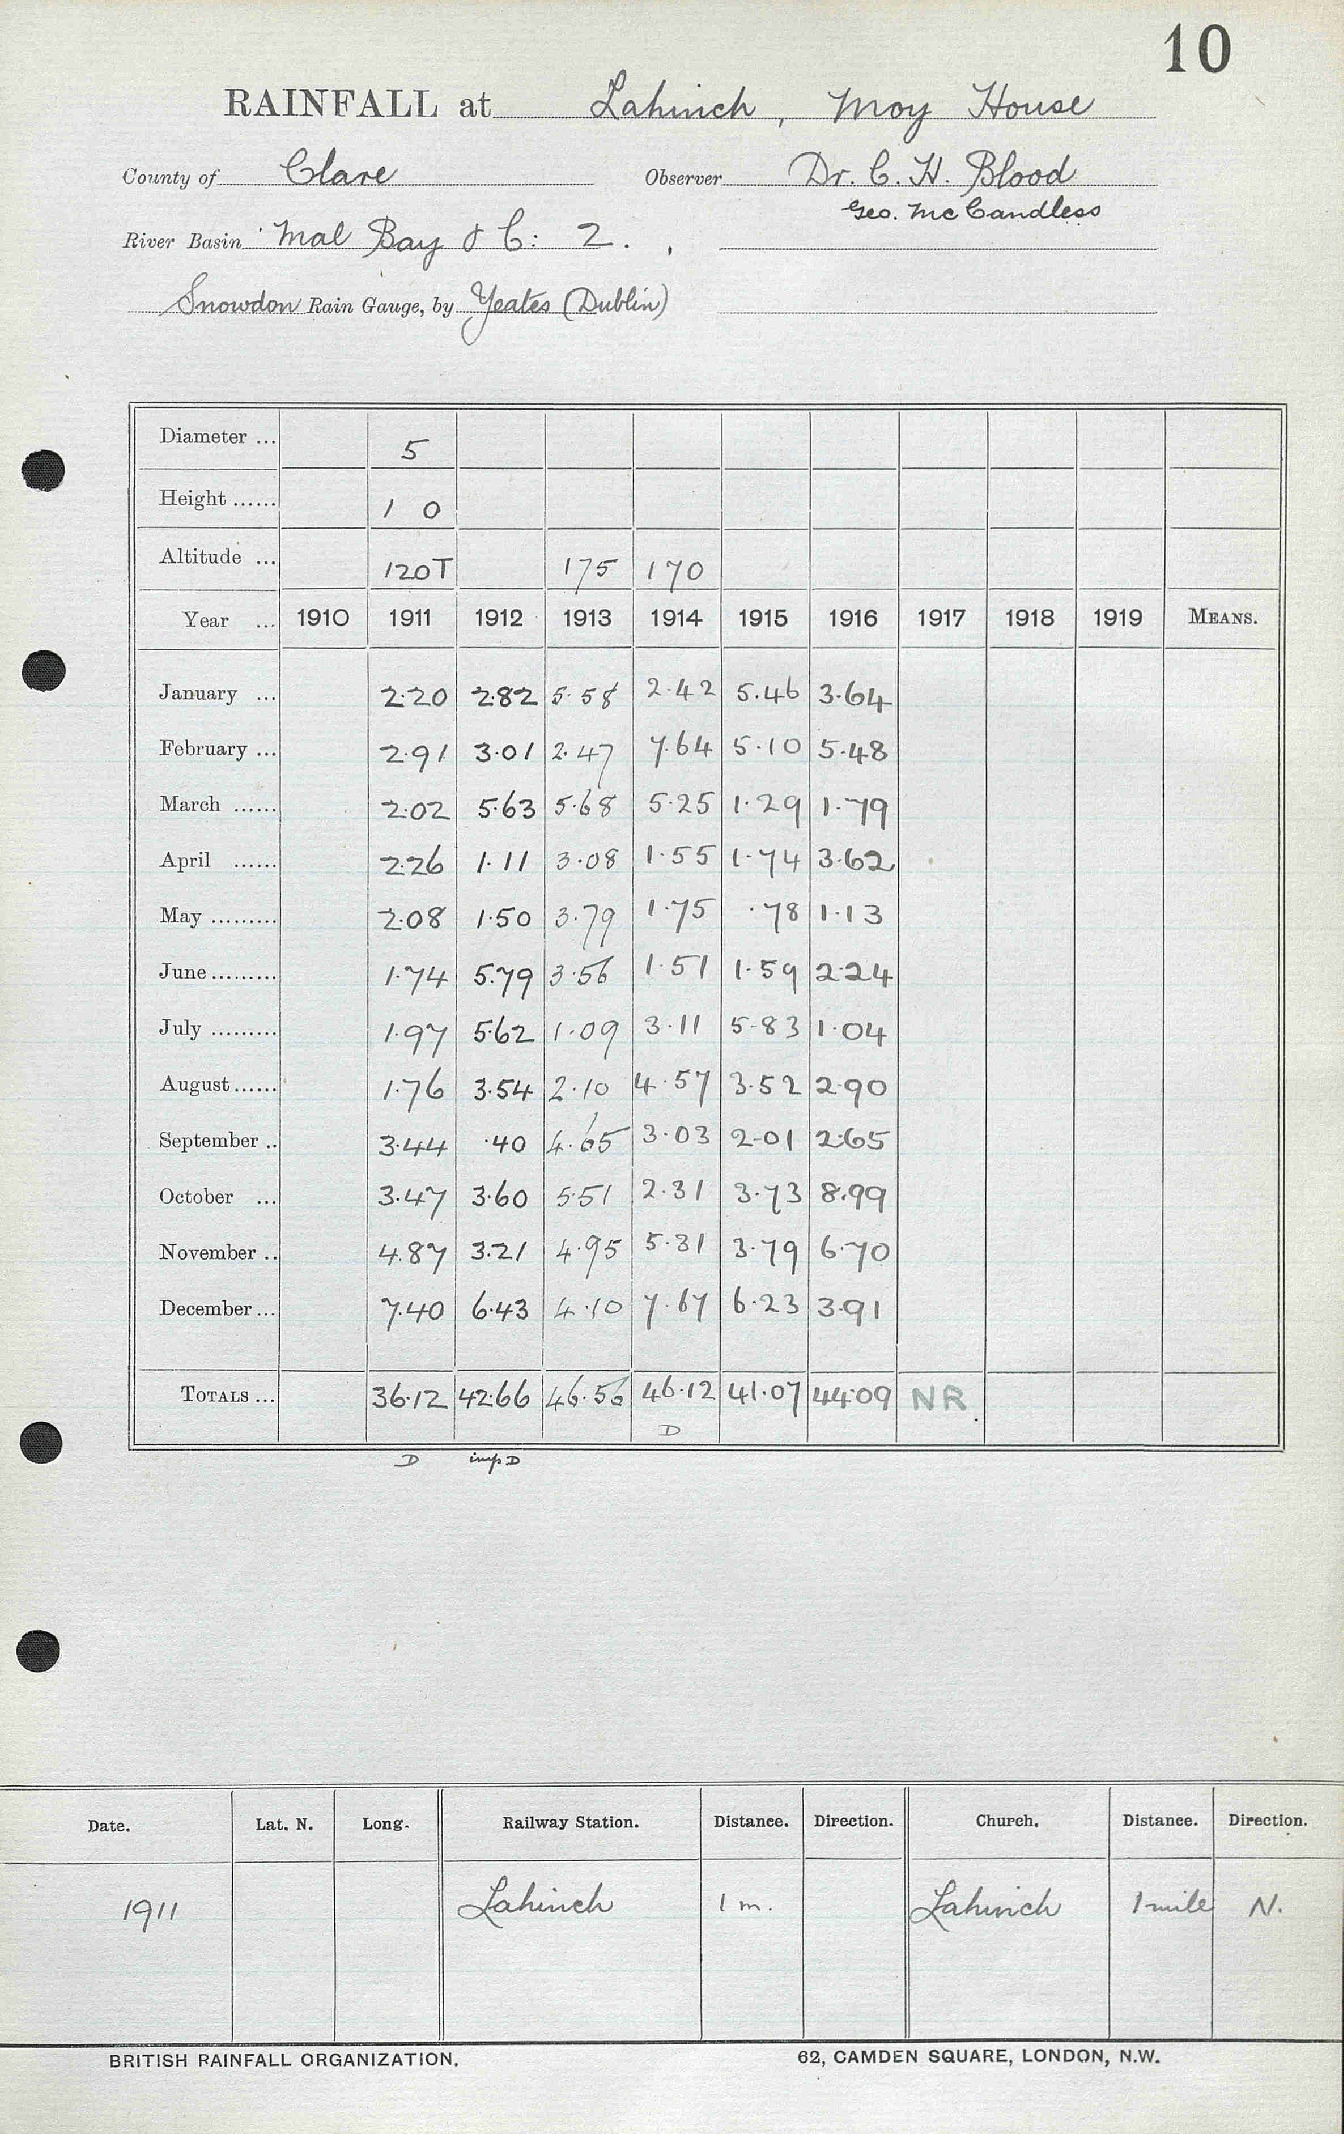 10
RAINFALL at Lahinch, Moy House
County of Clare Observer Dr. C. H. Blood
Geo. McCandless
River Basin Mal Bay & C: 2.
Snowdon Rain Gauge, by Yeates (Dublin)
Diameter ... 5
Height ...... 1 0
Altitude ... 120T 175 170
Year ... 1910 1911 1912 1913 1914 1915 1916 1917 1918 1919 MEANS.
January ... 2.20 2.82 5.58 2.42 5.46 3.64
February ... 2.91 3.01 2.47 7.64 5.10 5.48
March ...... 2.02 5.63 5.68 5.25 1.29 1.79
April ...... 2.26 1.11 3.08 1.55 1.74 3.62
May ......... 2.08 1.50 3.79 1.75 .78 1.13
June ......... 1.74 5.79 3.56 1.51 1.59 2.24
July ......... 1.97 5.62 1.09 3.11 5.83 1.04
August ...... 1.76 3.54 2.10 4.57 3.52 2.90
September .. 3.44 .40 4.65 3.03 2.01 2.65
October ... 3.47 3.60 5.51 2.31 3.73 8.99
November .. 4.87 3.21 4.95 5.31 3.79 6.70
December ... 7.40 6.43 4.10 7.67 6.23 3.91
TOTALS ... 36.12 42.66 46.56 46.12 41.07 44.09 NR
D
D imp D
Date. Lat. N. Long. Railway Station. Distance. Direction. Church. Distance. Direction.
1911 Lahinch 1 m. Lahinch 1 mile N.
BRITISH RAINFALL ORGANIZATION. 62, CAMDEN SQUARE, LONDON, N.W.